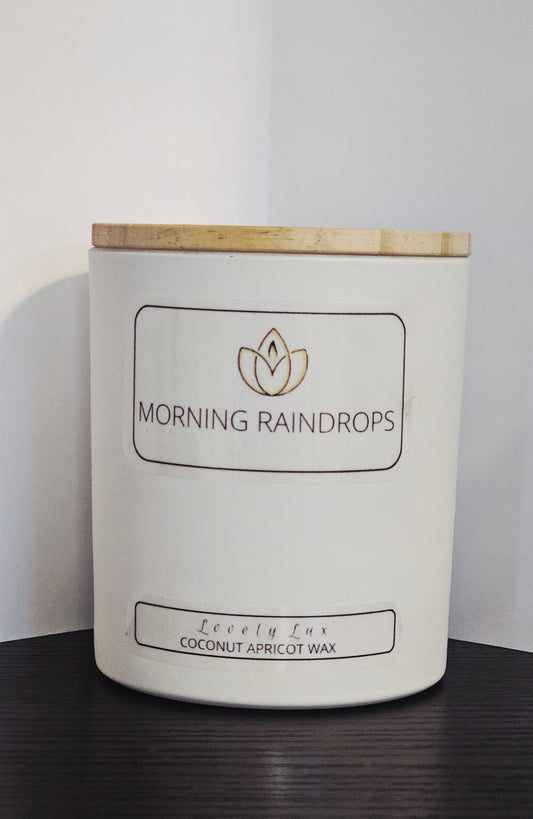 MORNING RAINDROPS
Lovely Lux
COCONUT APRICOT WAX